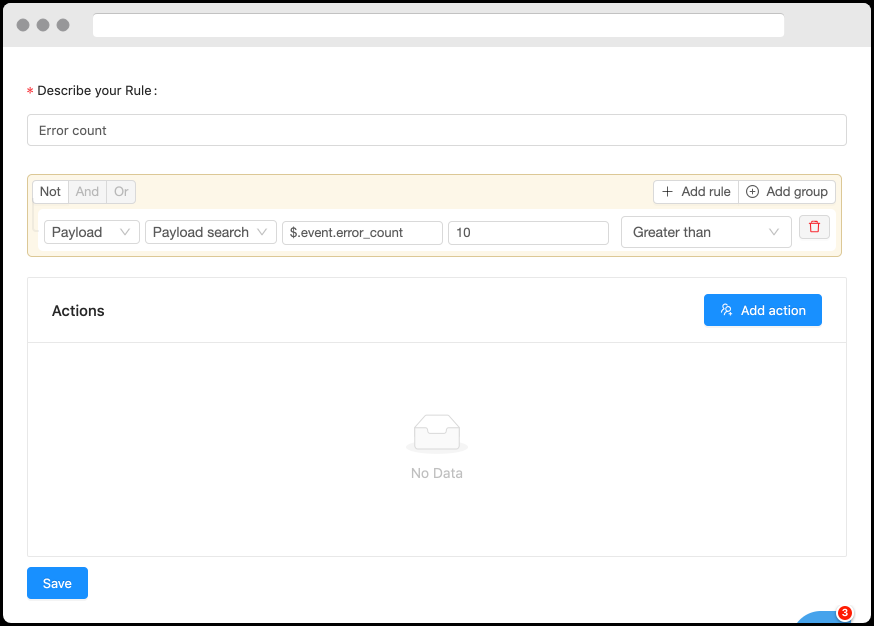 * Describe your Rule:
Error count
Not And Or Add rule Add group
Payload Payload search $.event.error_count 10 Greater than
Actions Add action
No Data
Save
3